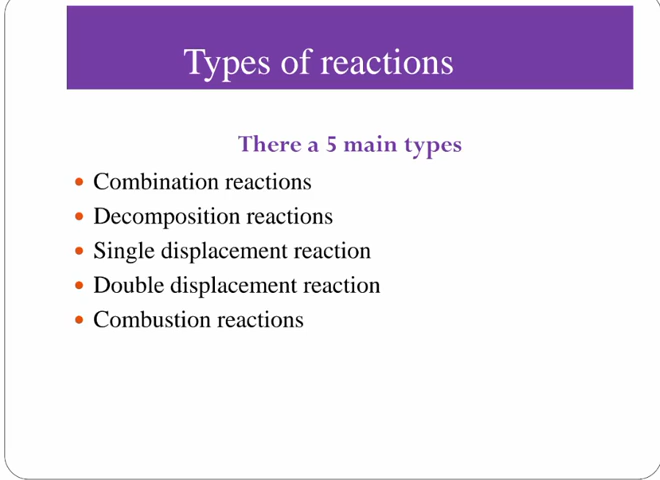 Types of reactions
There a 5 main types
• Combination reactions
• Decomposition reactions
• Single displacement reaction
• Double displacement reaction
• Combustion reactions